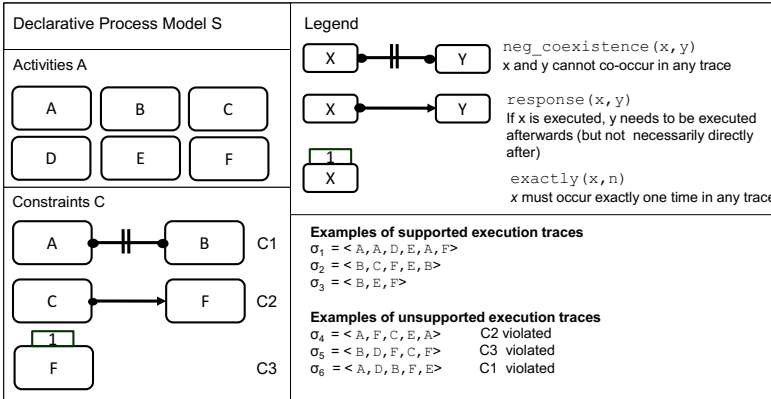 Declarative Process Model S
Activities A
A B C
D E F
Constraints C
A B C1
C F C2
1
F C3
Legend
X Y neg_coexistence(x,y)
x and y cannot co-occur in any trace
X Y response(x,y)
If x is executed, y needs to be executed
afterwards (but not necessarily directly
after)
1
X exactly(x,n)
x must occur exactly one time in any trace
Examples of supported execution traces
σ1 = < A,A,D,E,A,F>
σ2 = < B,C,F,E,B>
σ3 = < B,E,F>
Examples of unsupported execution traces
σ4 = < A,F,C,E,A> C2 violated
σ5 = < B,D,F,C,F> C3 violated
σ6 = < A,D,B,F,E> C1 violated